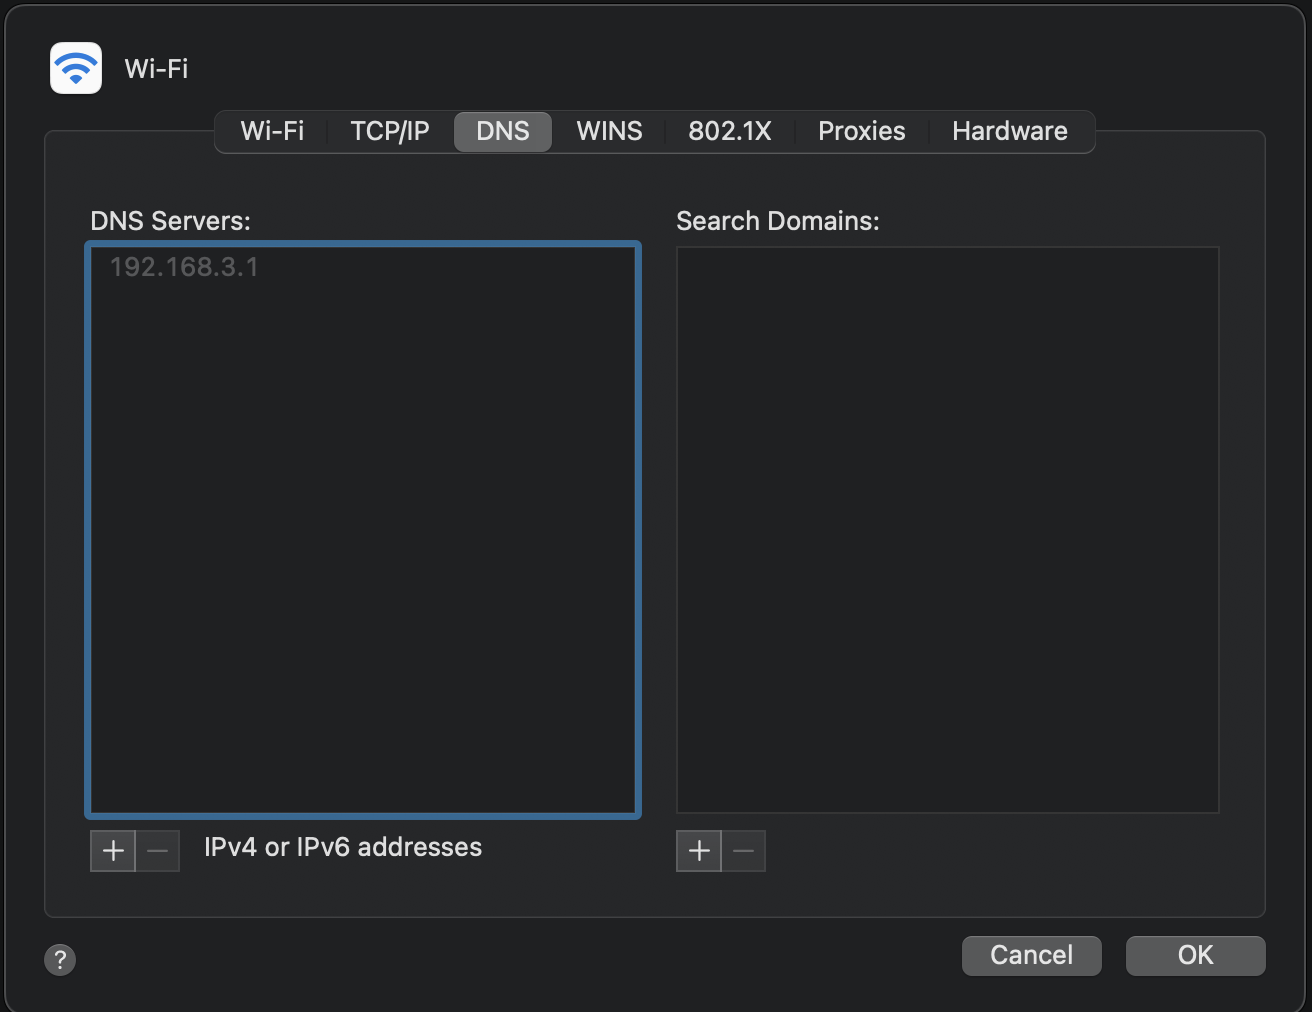 Wi-Fi
Wi-Fi TCP/IP DNS WINS 802.1X Proxies Hardware
DNS Servers:
192.168.3.1
Search Domains:
+ − IPv4 or IPv6 addresses
+ −
? Cancel OK